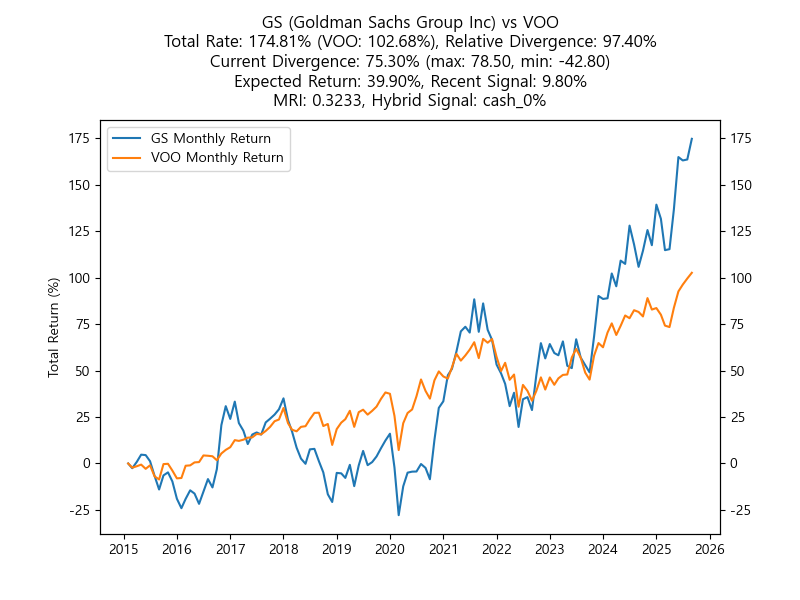 GS (Goldman Sachs Group Inc) vs VOO
Total Rate: 174.81% (VOO: 102.68%), Relative Divergence: 97.40%
Current Divergence: 75.30% (max: 78.50, min: -42.80)
Expected Return: 39.90%, Recent Signal: 9.80%
MRI: 0.3233, Hybrid Signal: cash_0%
GS Monthly Return
VOO Monthly Return
Total Return (%)
175
150
125
100
75
50
25
0
-25
175
150
125
100
75
50
25
0
-25
2015 2016 2017 2018 2019 2020 2021 2022 2023 2024 2025 2026